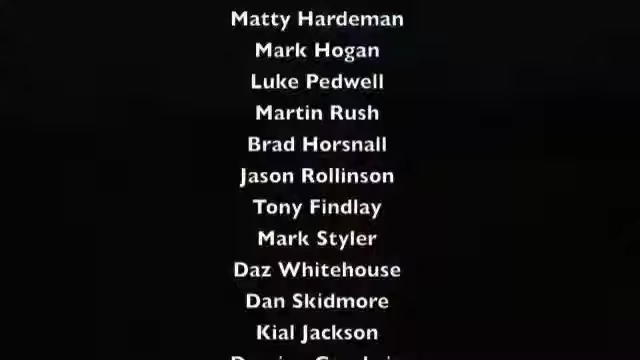 Matty Hardeman
Mark Hogan
Luke Pedwell
Martin Rush
Brad Horsnall
Jason Rollinson
Tony Findlay
Mark Styler
Daz Whitehouse
Dan Skidmore
Kial Jackson